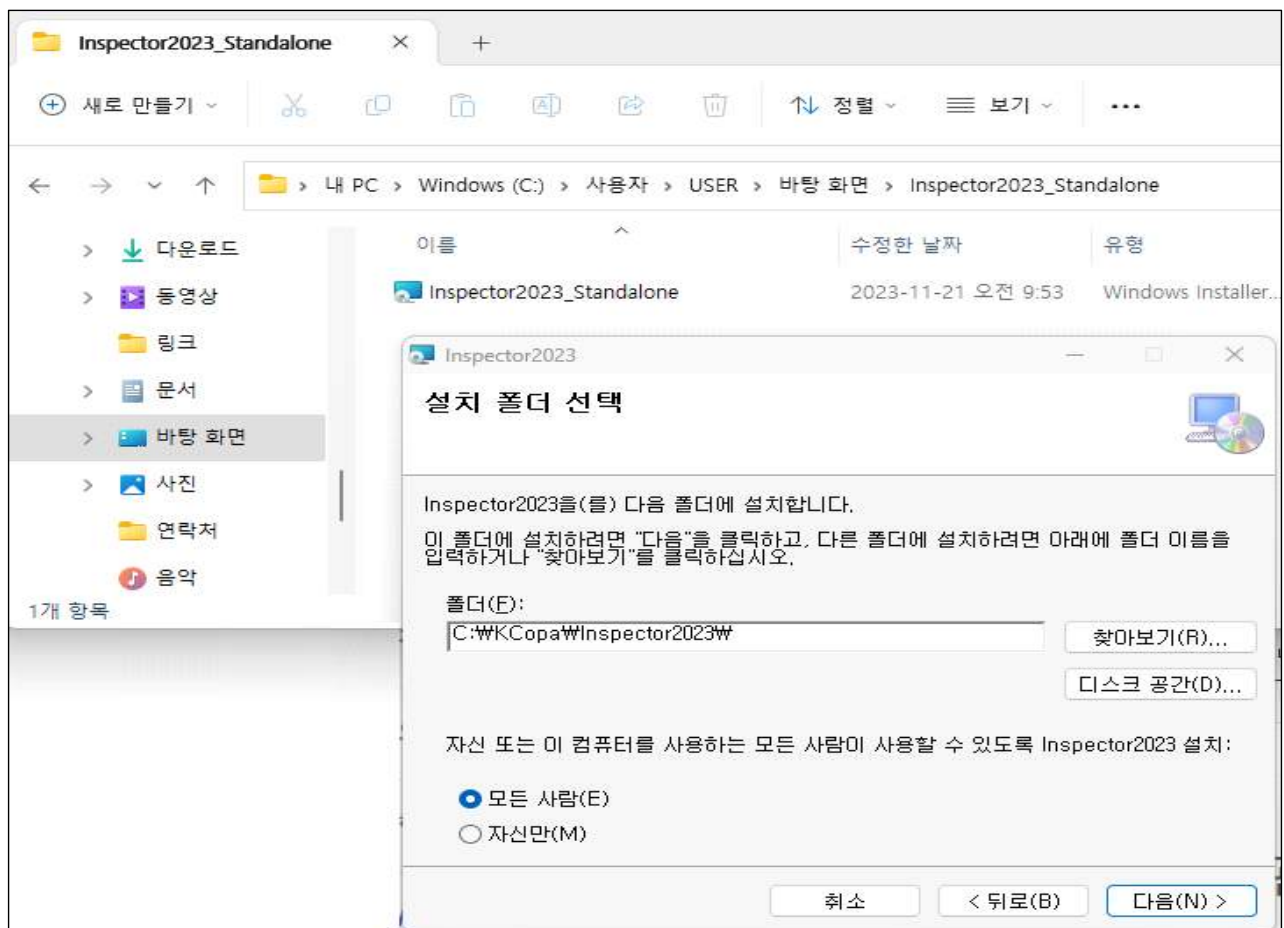 Inspector2023_Standalone
새로 만들기
정렬
보기
내 PC > Windows (C:) > 사용자 > USER > 바탕 화면 > Inspector2023_Standalone
다운로드
동영상
링크
문서
바탕 화면
사진
연락처
음악
1개 항목
이름 수정한 날짜 유형
Inspector2023_Standalone 2023-11-21 오전 9:53 Windows Installer...
Inspector2023
설치 폴더 선택
Inspector2023을(를) 다음 폴더에 설치합니다.
이 폴더에 설치하려면 "다음"을 클릭하고, 다른 폴더에 설치하려면 아래에 폴더 이름을
입력하거나 "찾아보기"를 클릭하십시오.
폴더(F):
C:₩KCopa₩Inspector2023₩
찾아보기(R)...
디스크 공간(D)...
자신 또는 이 컴퓨터를 사용하는 모든 사람이 사용할 수 있도록 Inspector2023 설치:
모든 사람(E)
자신만(M)
취소 < 뒤로(B) 다음(N) >